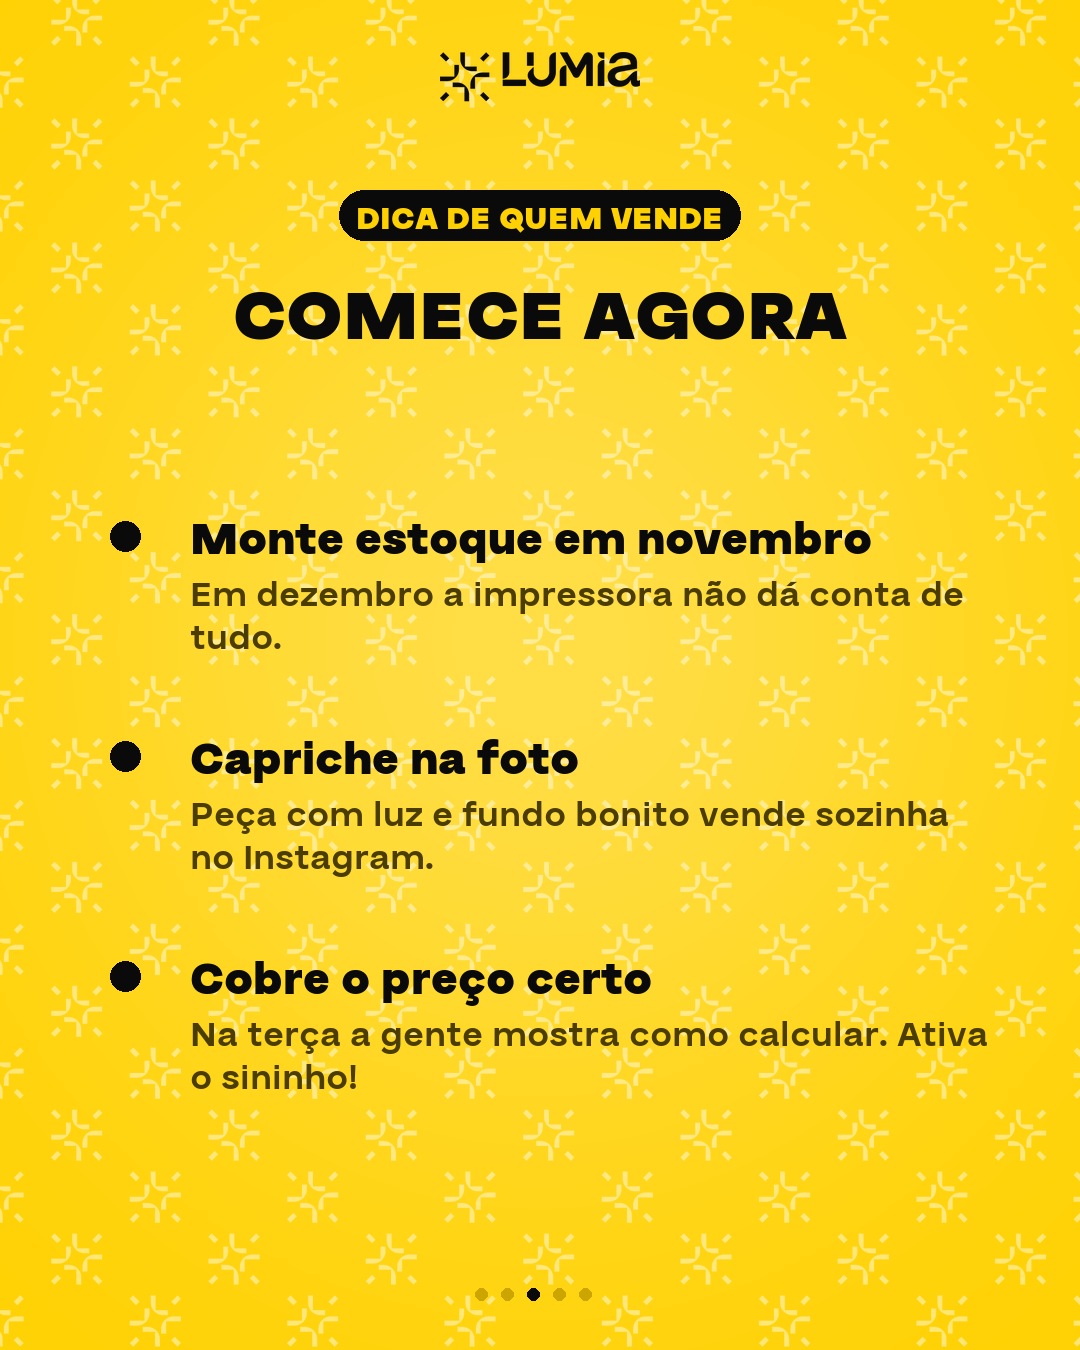 LUMia
DICA DE QUEM VENDE
COMECE AGORA
Monte estoque em novembro
Em dezembro a impressora não dá conta de
tudo.
Capriche na foto
Peça com luz e fundo bonito vende sozinha
no Instagram.
Cobre o preço certo
Na terça a gente mostra como calcular. Ativa
o sininho!